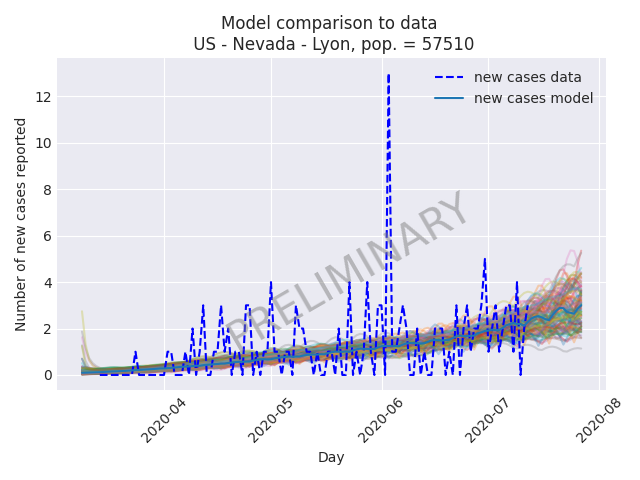 Model comparison to data
US - Nevada - Lyon, pop. = 57510
new cases data
new cases model
Number of new cases reported
12
10
8
6
4
2
0
PRELIMINARY
2020-04
2020-05
2020-06
2020-07
2020-08
Day